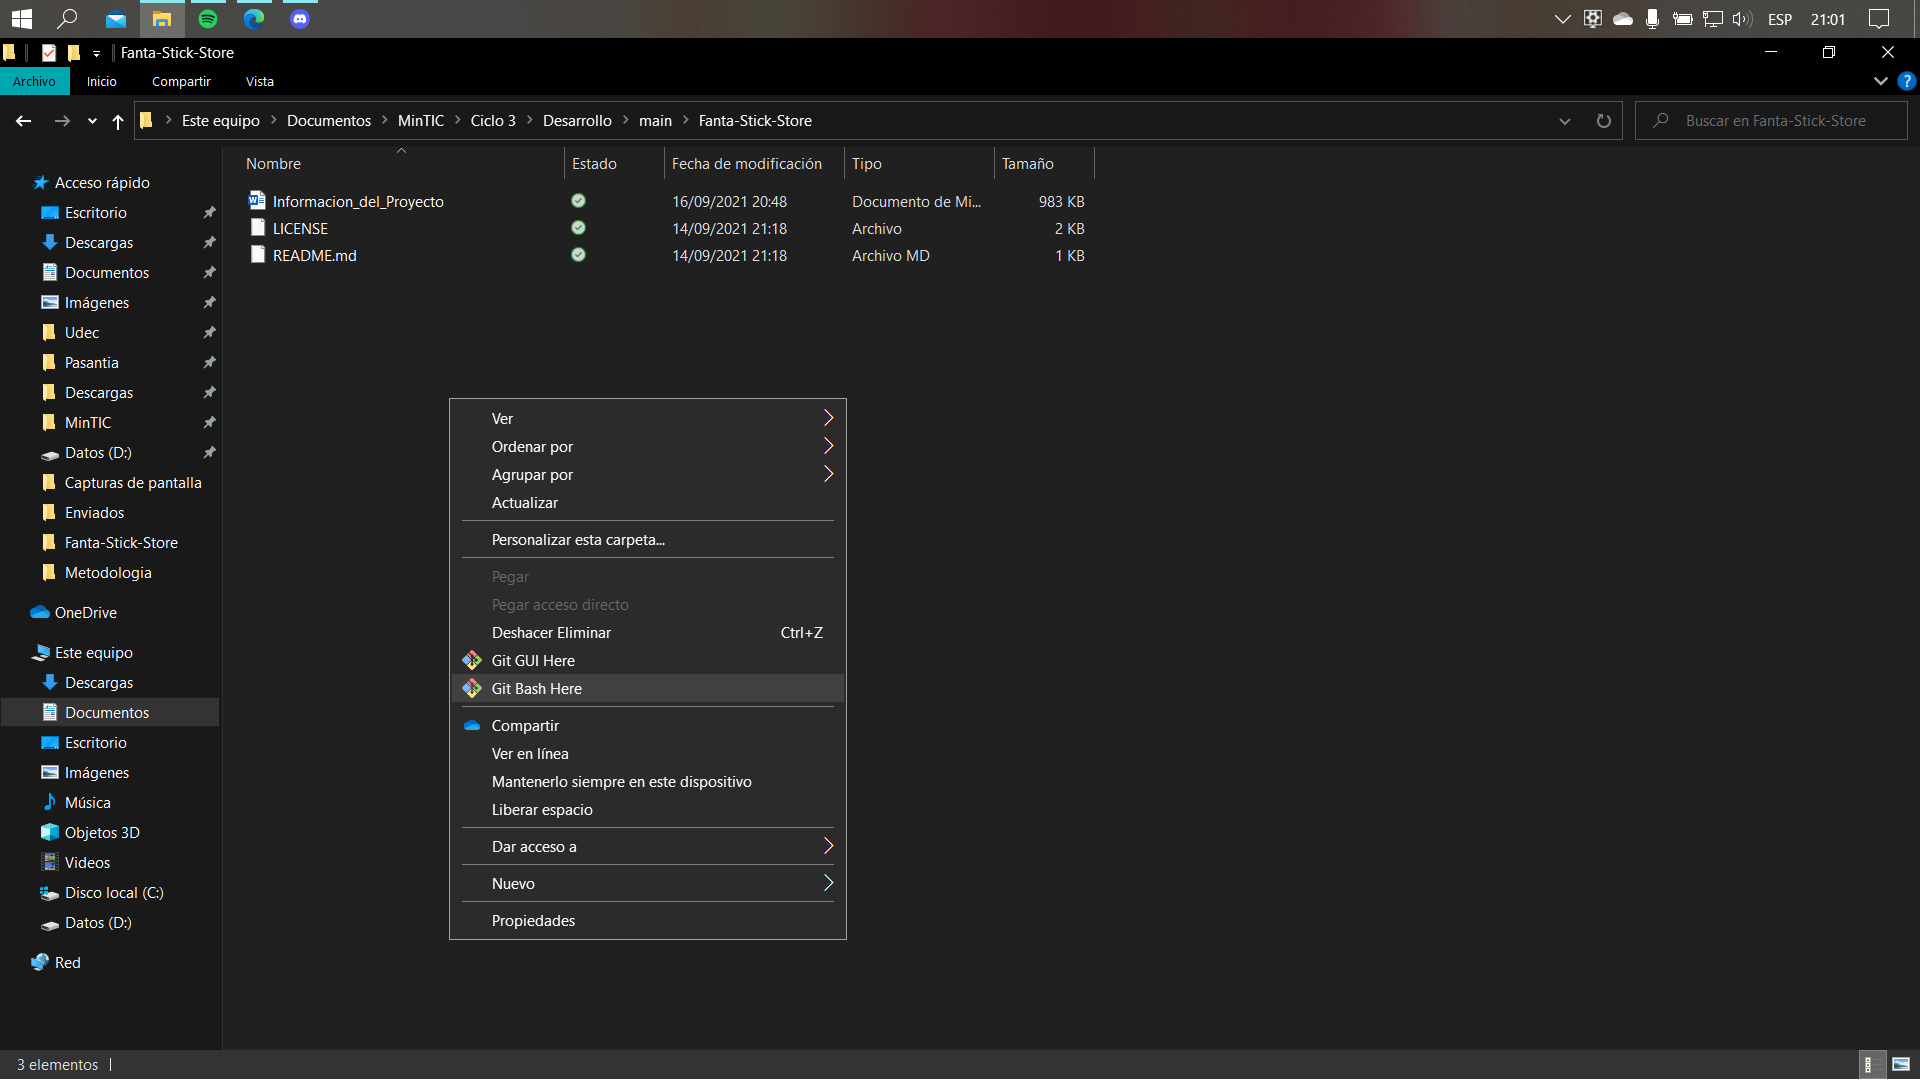 ESP 21:01
Fanta-Stick-Store
Archivo Inicio Compartir Vista
Este equipo Documentos MinTIC Ciclo 3 Desarrollo main Fanta-Stick-Store
Buscar en Fanta-Stick-Store
Nombre Estado Fecha de modificación Tipo Tamaño
Informacion_del_Proyecto 16/09/2021 20:48 Documento de Mi... 983 KB
LICENSE 14/09/2021 21:18 Archivo 2 KB
README.md 14/09/2021 21:18 Archivo MD 1 KB
Acceso rápido
Escritorio
Descargas
Documentos
Imágenes
Udec
Pasantia
Descargas
MinTIC
Datos (D:)
Capturas de pantalla
Enviados
Fanta-Stick-Store
Metodologia
OneDrive
Este equipo
Descargas
Documentos
Escritorio
Imágenes
Música
Objetos 3D
Videos
Disco local (C:)
Datos (D:)
Red
Ver
Ordenar por
Agrupar por
Actualizar
Personalizar esta carpeta...
Pegar
Pegar acceso directo
Deshacer Eliminar Ctrl+Z
Git GUI Here
Git Bash Here
Compartir
Ver en línea
Mantenerlo siempre en este dispositivo
Liberar espacio
Dar acceso a
Nuevo
Propiedades
3 elementos